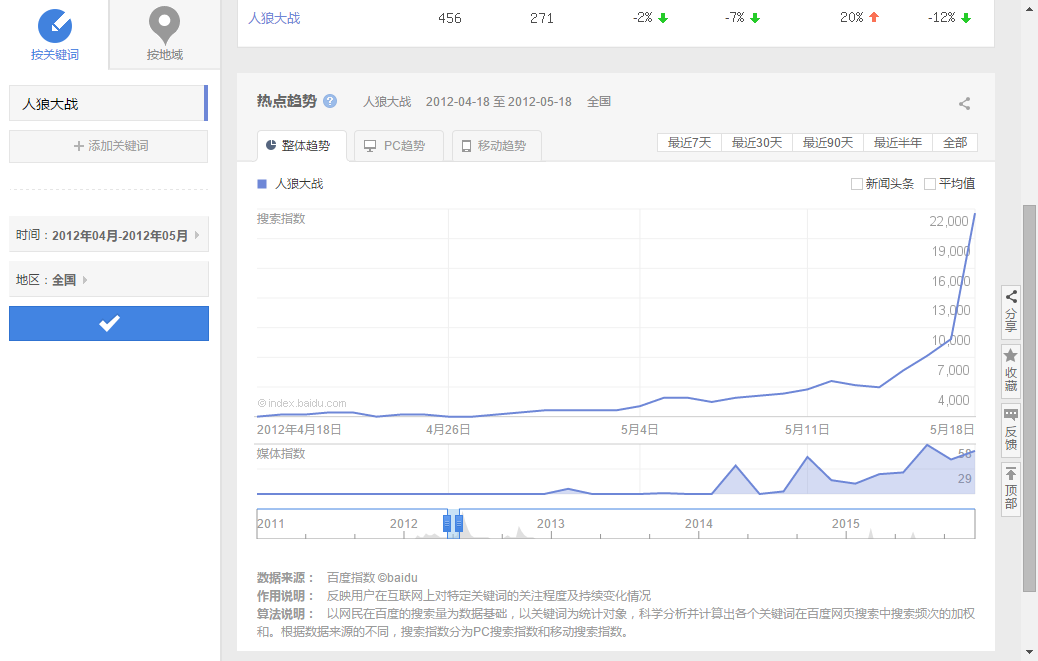 人狼大战 456 271 -2% -7% 20% -12%
按关键词 按地域
人狼大战
添加关键词
时间：2012年04月-2012年05月
地区：全国
热点趋势 ? 人狼大战 2012-04-18 至 2012-05-18 全国
整体趋势 PC趋势 移动趋势 最近7天 最近30天 最近90天 最近半年 全部
人狼大战 新闻头条 平均值
搜索指数 22,000
19,000
16,000
13,000
10,000
7,000
4,000
©index.baidu.com
2012年4月18日 4月26日 5月4日 5月11日 5月18日
媒体指数 58
29
2011 2012 2013 2014 2015
数据来源： 百度指数 ©baidu
作用说明： 反映用户在互联网上对特定关键词的关注程度及持续变化情况
算法说明： 以网民在百度的搜索量为数据基础，以关键词为统计对象，科学分析并计算出各个关键词在百度网页搜索中搜索频次的加权
和。根据数据来源的不同，搜索指数分为PC搜索指数和移动搜索指数。
分享
收藏
反馈
顶部